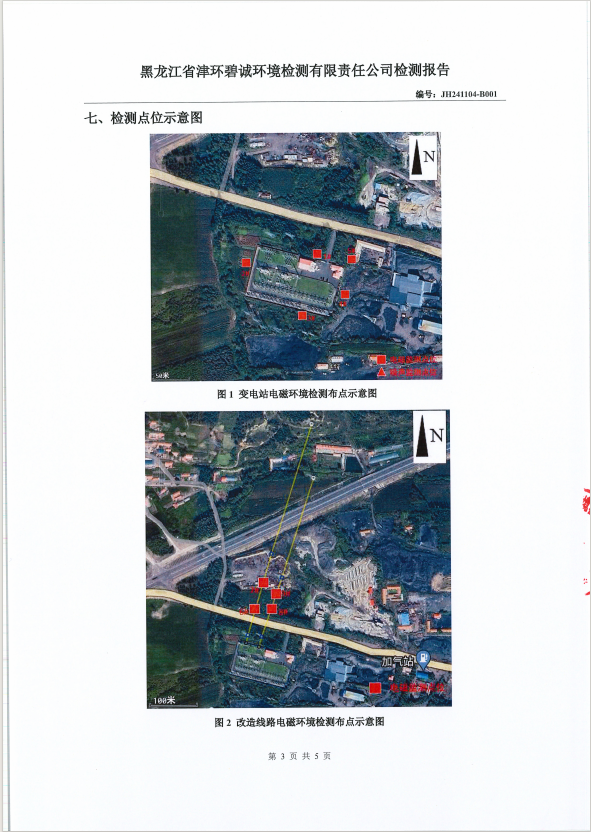 黑龙江省津环碧诚环境检测有限责任公司检测报告
编号：JH241104-B001
七、检测点位示意图
N
50米
图 1 变电站电磁环境检测布点示意图
N
加气站
100米
图 2 改造线路电磁环境检测布点示意图
第 3 页 共 5 页